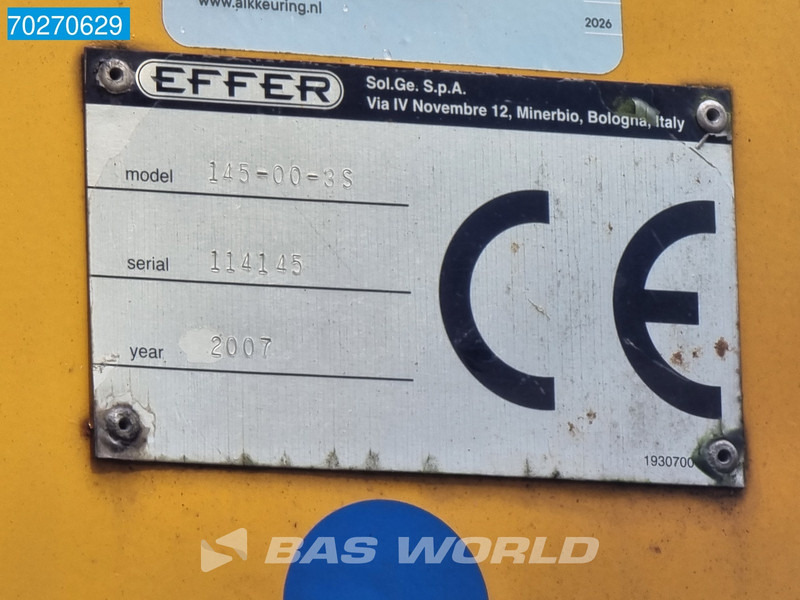 70270629
www.aikkeuring.nl
2026
EFFER
Sol.Ge. S.p.A.
Via IV Novembre 12, Minerbio, Bologna, Italy
model 145-00-3S
serial 114145
year 2007
CE
1930700
BAS WORLD